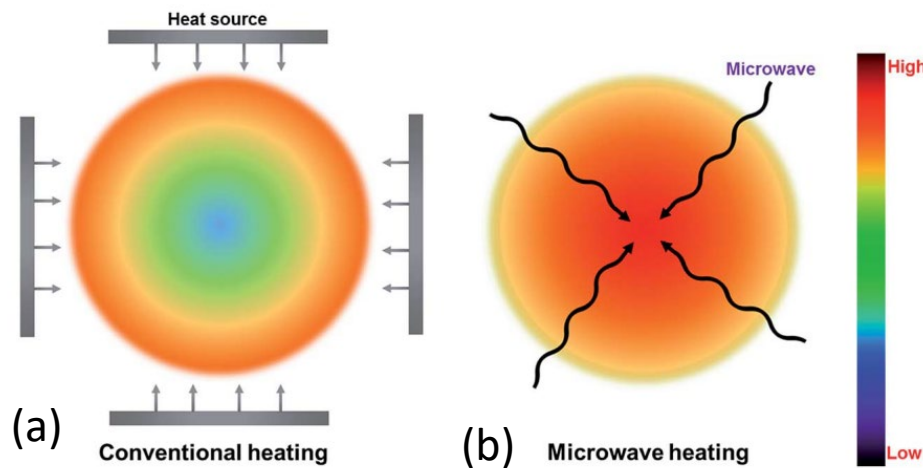 Heat source
Microwave
High
Low
(a)
Conventional heating
(b)
Microwave heating